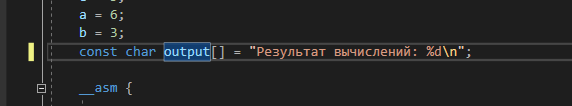 a = 6;
b = 3;
const char output[] = "Результат вычислений: %d\n";
__asm {